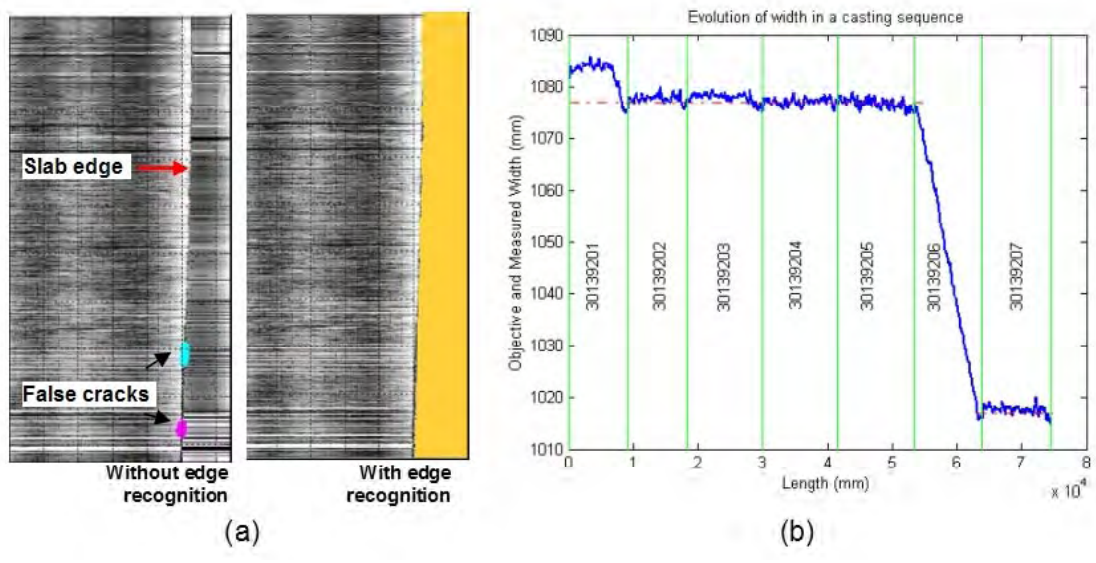 Slab edge
False cracks
Without edge
recognition
With edge
recognition
(a)
Evolution of width in a casting sequence
Objective and Measured Width (mm)
1090
1080
1070
1060
1050
1040
1030
1020
1010
30139201
30139202
30139203
30139204
30139205
30139206
30139207
0 1 2 3 4 5 6 7 8
Length (mm)
x 10⁴
(b)